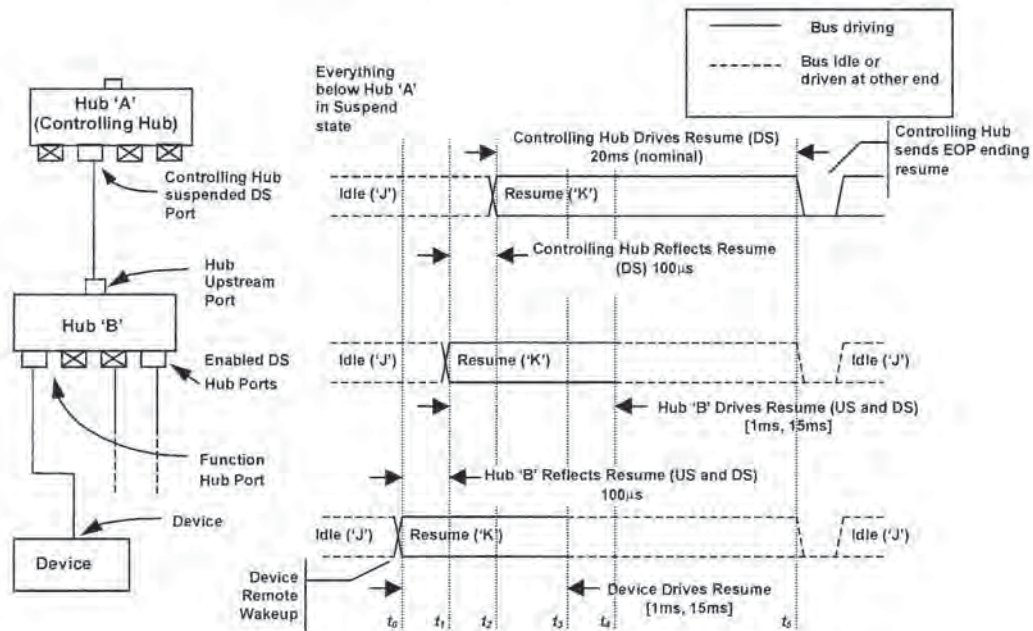 Bus driving
Bus Idle or
driven at other end
Everything
below Hub 'A'
in Suspend
state
Hub 'A'
(Controlling Hub)
Controlling Hub
suspended DS
Port
Controlling Hub Drives Resume (DS)
20ms (nominal)
Controlling Hub
sends EOP ending
resume
Idle ('J')
Resume ('K')
Controlling Hub Reflects Resume
(DS) 100µs
Hub
Upstream
Port
Hub 'B'
Enabled DS
Hub Ports
Idle ('J')
Resume ('K')
Idle ('J')
Hub 'B' Drives Resume (US and DS)
[1ms, 15ms]
Function
Hub Port
Hub 'B' Reflects Resume (US and DS)
100µs
Device
Device
Idle ('J')
Resume ('K')
Idle ('J')
Device
Remote
Wakeup
Device Drives Resume
[1ms, 15ms]
t0 t1 t2 t3 t4 t5